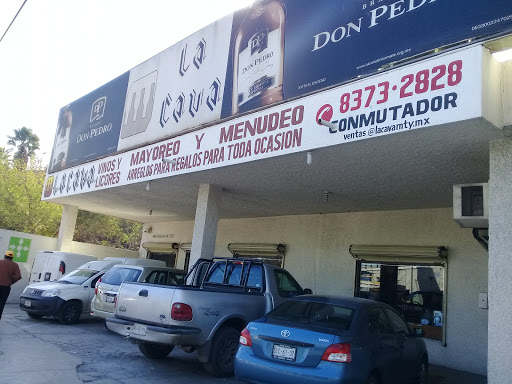 DON PEDRO
La Cava
DON PEDRO
DON PEDRO
La Cava
VINOS Y LICORES
MAYOREO Y MENUDEO
ARREGLOS PARA REGALOS PARA TODA OCASION
8373·2828
CONMUTADOR
ventas@lacavamty.mx